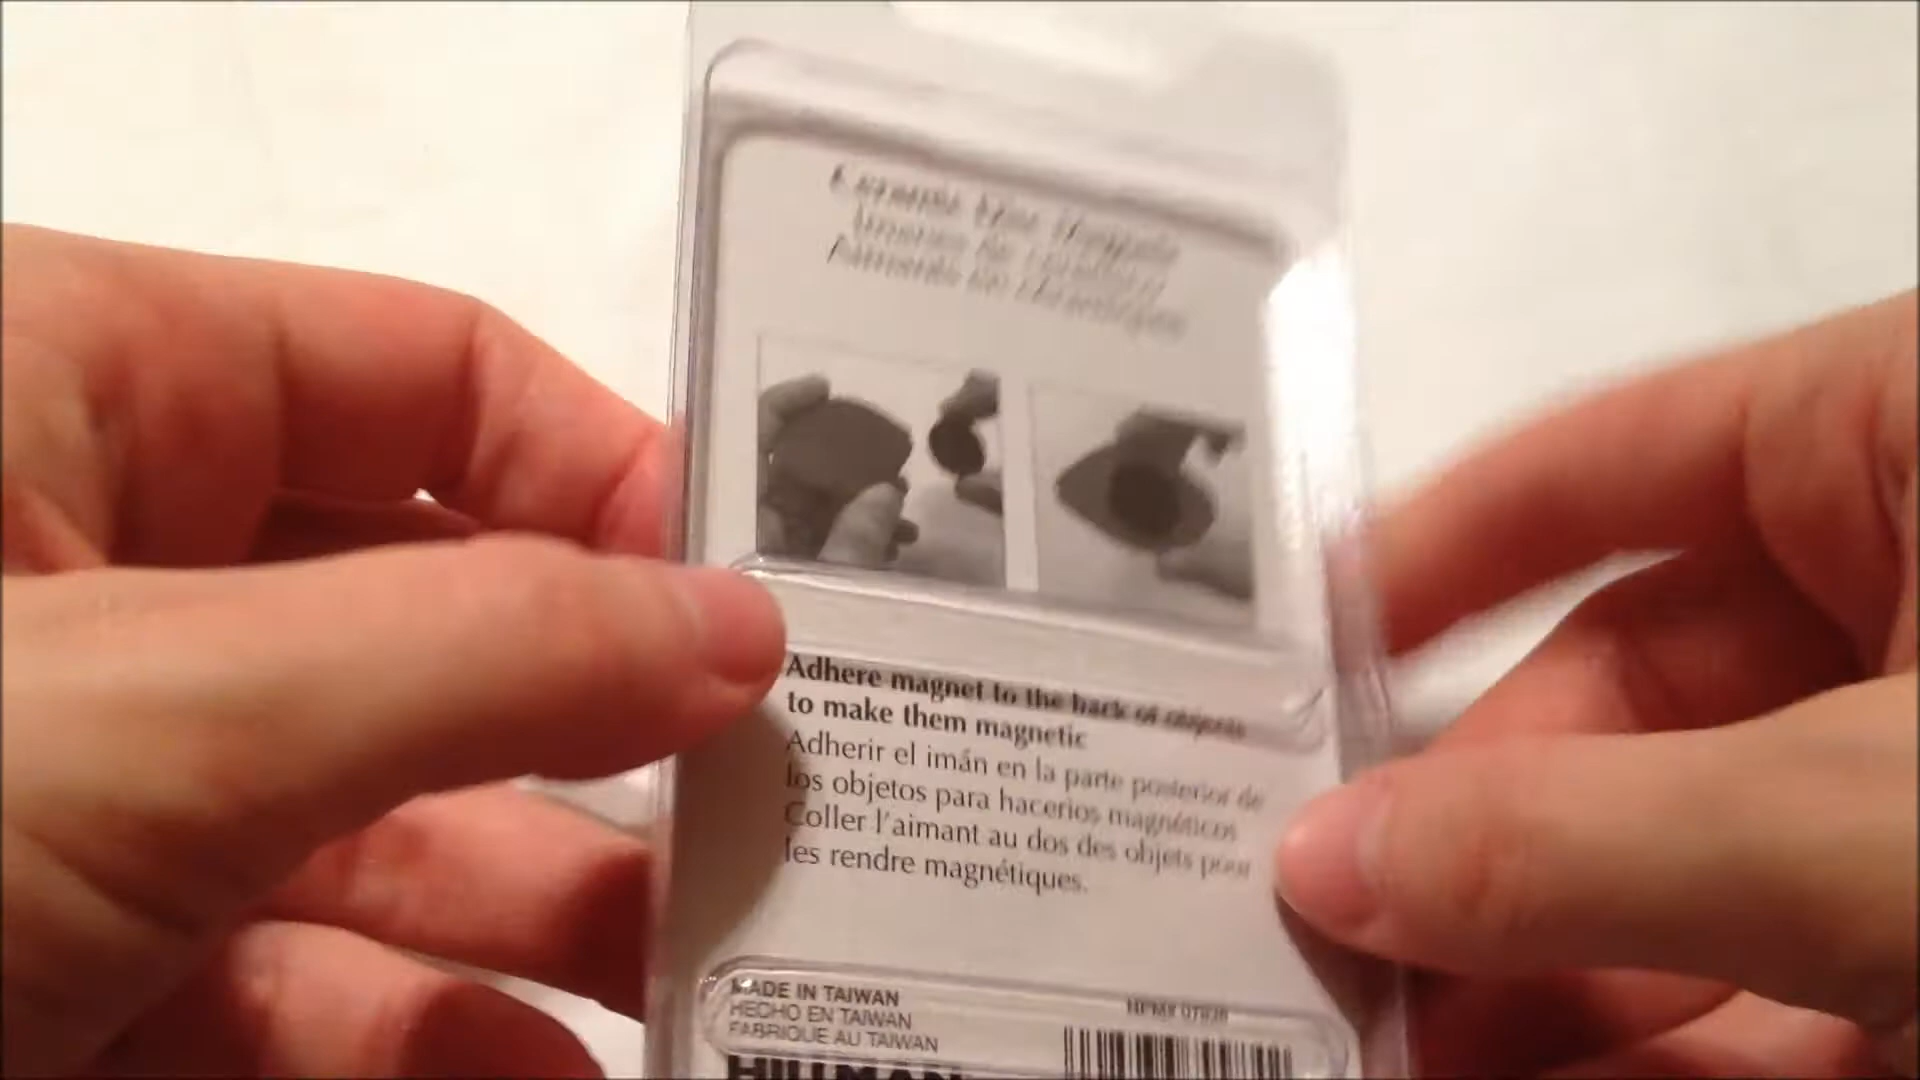 Adhere magnet to the back of objects
to make them magnetic
Adherir el imán en la parte posterior de
los objetos para hacerios magnéticos
Coller l'aimant au dos des objets pour
les rendre magnétiques.
MADE IN TAIWAN
HECHO EN TAIWAN
FABRIQUE AU TAIWAN
HILLMAN